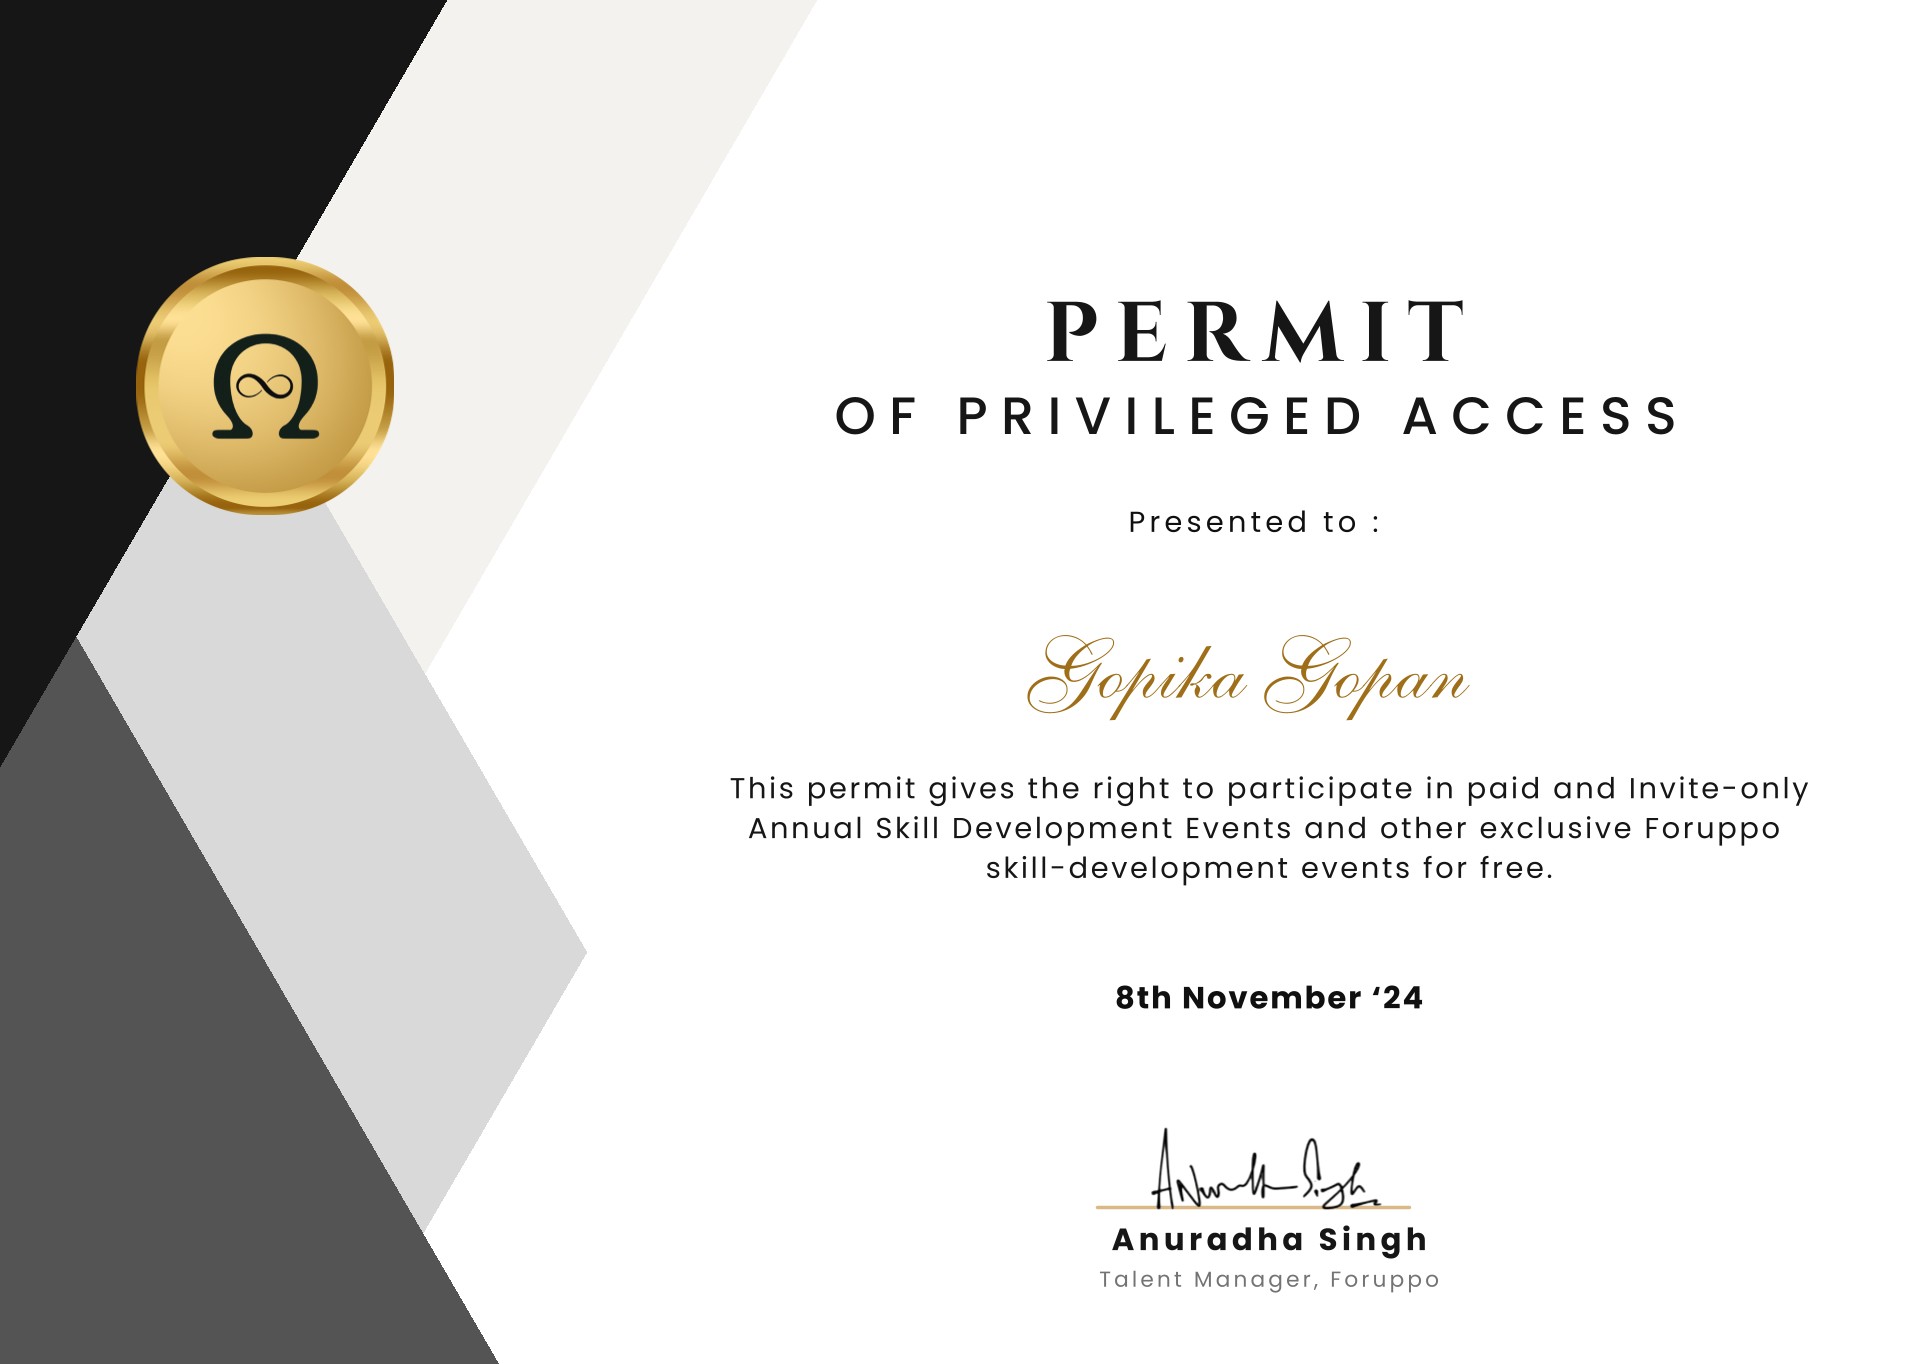 PERMIT
OF PRIVILEGED ACCESS
Presented to :
Gopika Gopan
This permit gives the right to participate in paid and Invite-only
Annual Skill Development Events and other exclusive Foruppo
skill-development events for free.
8th November ‘24
Anuradha Singh
Talent Manager, Foruppo